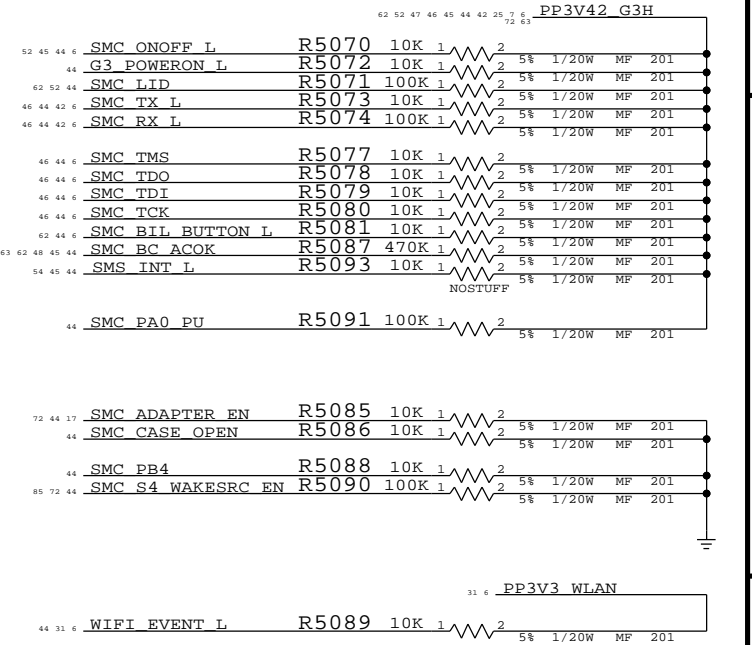 62 52 47 46 45 44 42 25 7 6 PP3V42_G3H
72 63
52 45 44 6 SMC_ONOFF_L R5070 10K 1 2
5% 1/20W MF 201
44 G3_POWERON_L R5072 10K 1 2
5% 1/20W MF 201
62 52 44 SMC_LID R5071 100K 1 2
5% 1/20W MF 201
46 44 42 6 SMC_TX_L R5073 10K 1 2
5% 1/20W MF 201
46 44 42 6 SMC_RX_L R5074 100K 1 2
5% 1/20W MF 201
46 44 6 SMC_TMS R5077 10K 1 2
5% 1/20W MF 201
46 44 6 SMC_TDO R5078 10K 1 2
5% 1/20W MF 201
46 44 6 SMC_TDI R5079 10K 1 2
5% 1/20W MF 201
46 44 6 SMC_TCK R5080 10K 1 2
5% 1/20W MF 201
62 44 6 SMC_BIL_BUTTON_L R5081 10K 1 2
5% 1/20W MF 201
63 62 48 45 44 SMC_BC_ACOK R5087 470K 1 2
5% 1/20W MF 201
54 45 44 SMS_INT_L R5093 10K 1 2
5% 1/20W MF 201
NOSTUFF
44 SMC_PA0_PU R5091 100K 1 2
5% 1/20W MF 201
72 44 17 SMC_ADAPTER_EN R5085 10K 1 2
5% 1/20W MF 201
44 SMC_CASE_OPEN R5086 10K 1 2
5% 1/20W MF 201
44 SMC_PB4 R5088 10K 1 2
5% 1/20W MF 201
85 72 44 SMC_S4_WAKESRC_EN R5090 100K 1 2
5% 1/20W MF 201
31 6 PP3V3_WLAN
44 31 6 WIFI_EVENT_L R5089 10K 1 2
5% 1/20W MF 201